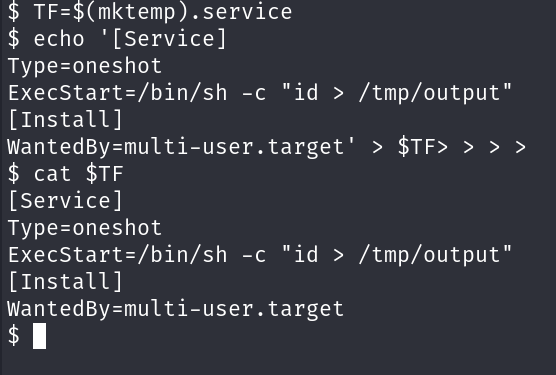 $ TF=$(mktemp).service
$ echo '[Service]
Type=oneshot
ExecStart=/bin/sh -c "id > /tmp/output"
[Install]
WantedBy=multi-user.target' > $TF> > > >
$ cat $TF
[Service]
Type=oneshot
ExecStart=/bin/sh -c "id > /tmp/output"
[Install]
WantedBy=multi-user.target
$